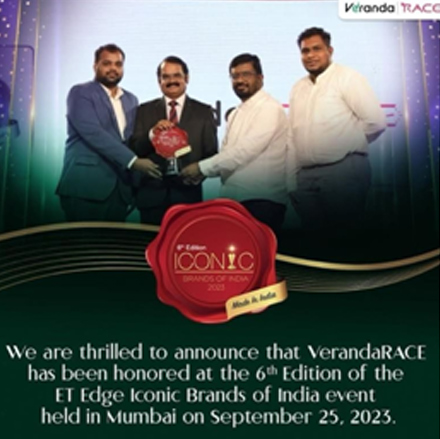 Veranda RACE
6th Edition
ICONIC
BRANDS OF INDIA
2023
Made in India
We are thrilled to announce that VerandaRACE
has been honored at the 6th Edition of the
ET Edge Iconic Brands of India event
held in Mumbai on September 25, 2023.